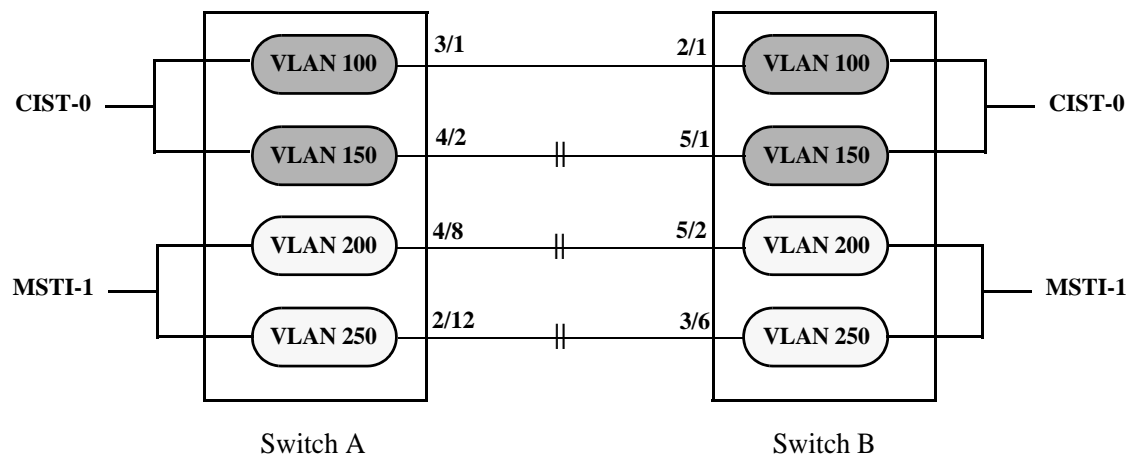 3/1 2/1
VLAN 100 VLAN 100
CIST-0 CIST-0
4/2 5/1
VLAN 150 VLAN 150
4/8 5/2
VLAN 200 VLAN 200
MSTI-1 MSTI-1
2/12 3/6
VLAN 250 VLAN 250
Switch A Switch B